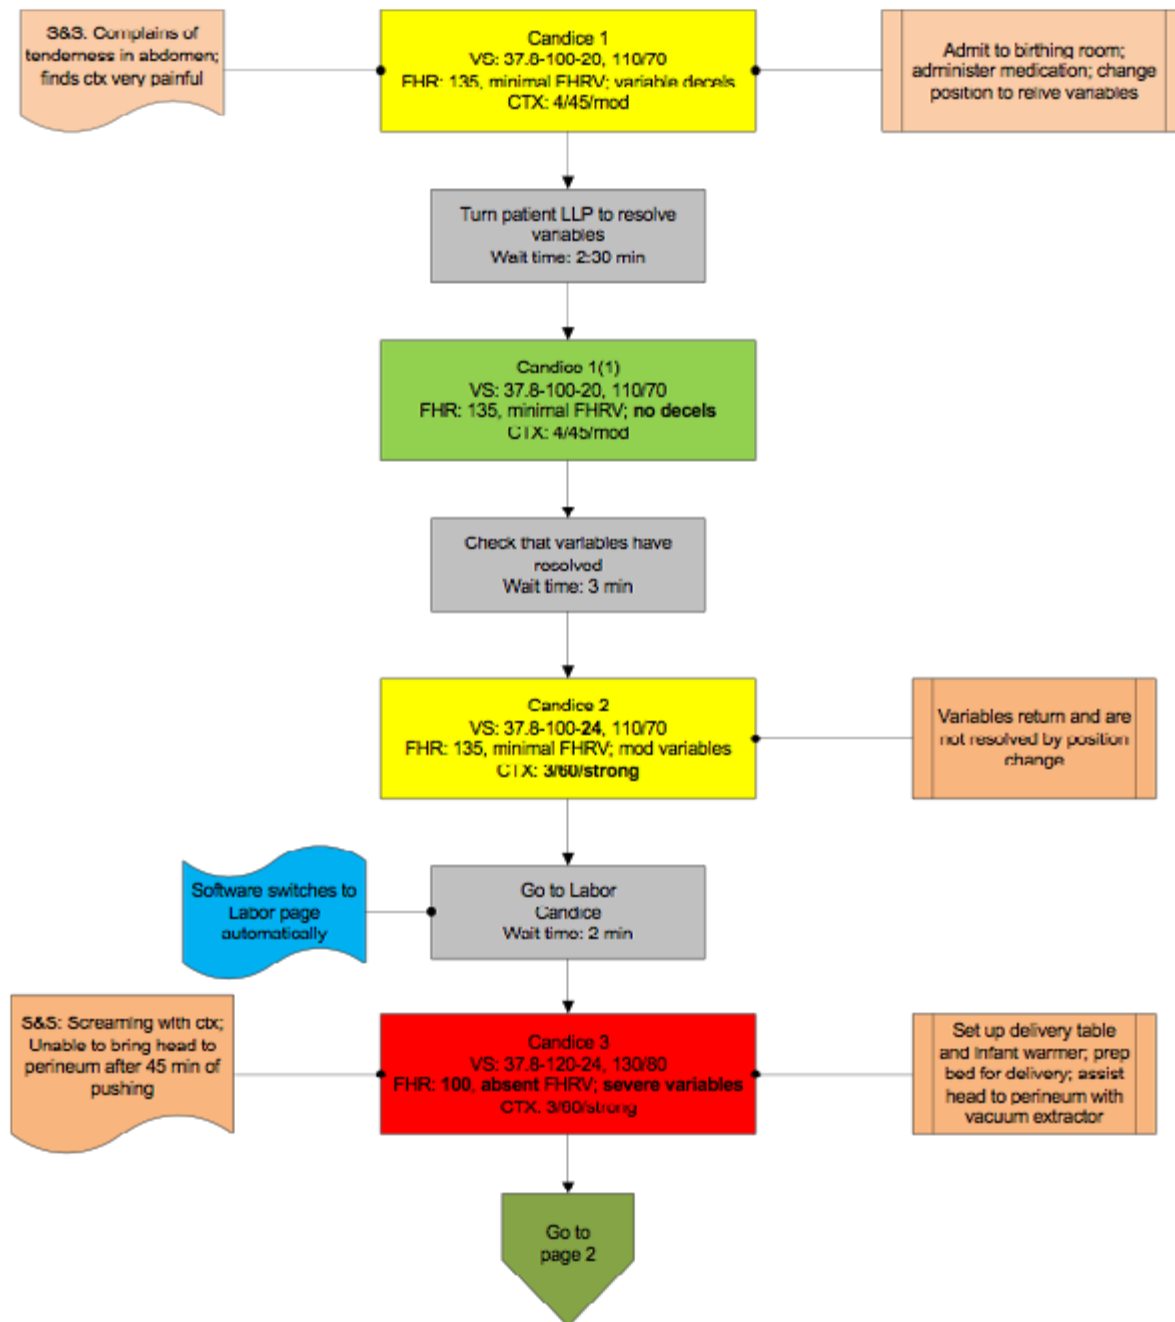 S&S: Complains of
tenderness in abdomen;
finds ctx very painful
Candice 1
VS: 37.8-100-20, 110/70
FHR: 135, minimal FHRV; variable decels
CTX: 4/45/mod
Admit to birthing room;
administer medication; change
position to relive variables
Turn patient LLP to resolve
variables
Wait time: 2:30 min
Candice 1(1)
VS: 37.8-100-20, 110/70
FHR: 135, minimal FHRV; no decels
CTX: 4/45/mod
Check that variables have
resolved
Wait time: 3 min
Candice 2
VS: 37.8-100-24, 110/70
FHR: 135, minimal FHRV; mod variables
CTX: 3/60/strong
Variables return and are
not resolved by position
change
Software switches to
Labor page
automatically
Go to Labor
Candice
Wait time: 2 min
S&S: Screaming with ctx;
Unable to bring head to
perineum after 45 min of
pushing
Candice 3
VS: 37.8-120-24, 130/80
FHR: 100, absent FHRV; severe variables
CTX: 3/60/strong
Set up delivery table
and infant warmer; prep
bed for delivery; assist
head to perineum with
vacuum extractor
Go to
page 2